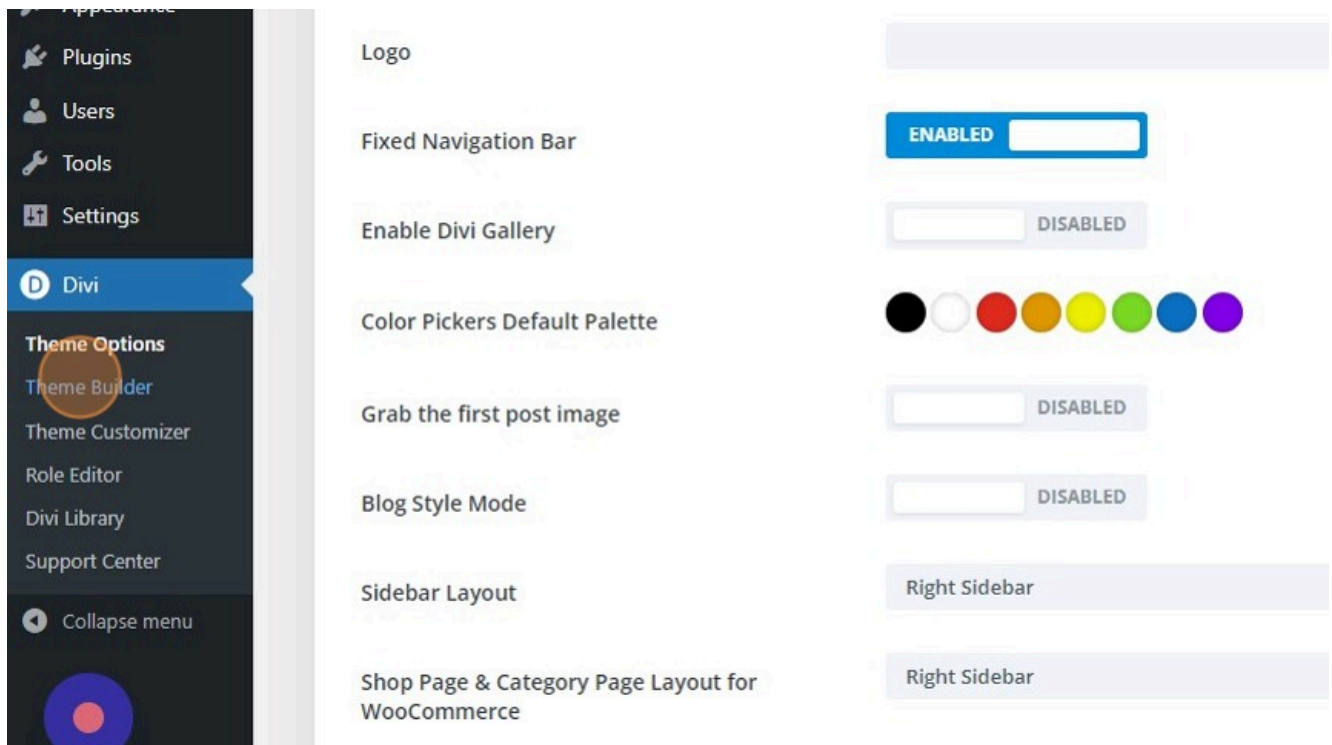 Appearance
Plugins
Users
Tools
Settings
D Divi
Theme Options
Theme Builder
Theme Customizer
Role Editor
Divi Library
Support Center
Collapse menu
Logo
Fixed Navigation Bar
ENABLED
Enable Divi Gallery
DISABLED
Color Pickers Default Palette
Grab the first post image
DISABLED
Blog Style Mode
DISABLED
Sidebar Layout
Right Sidebar
Shop Page & Category Page Layout for
WooCommerce
Right Sidebar